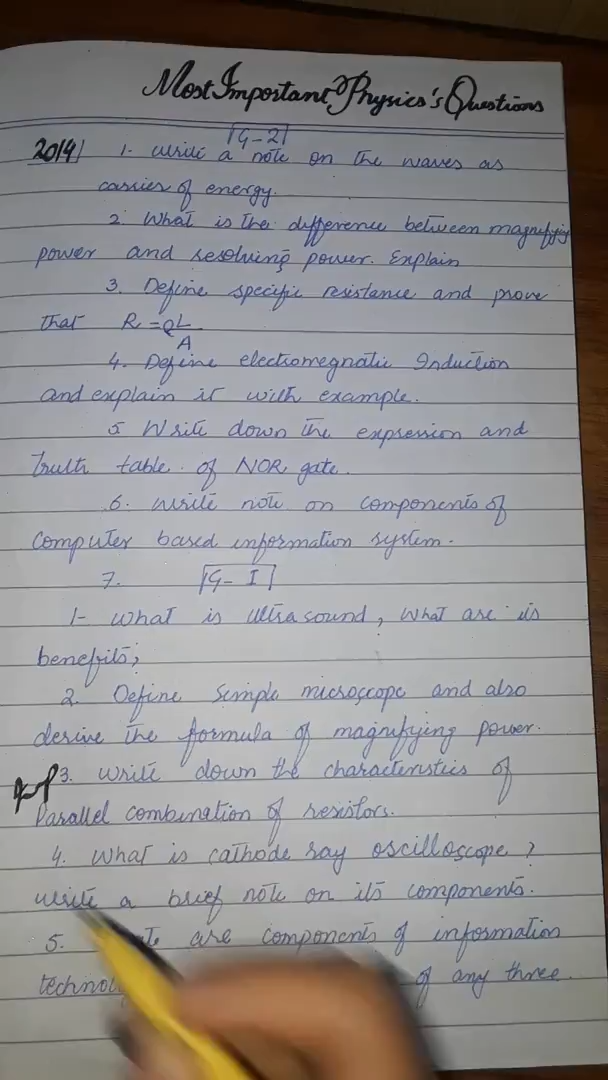 Most Important Physics's Questions
G-2
2014 1. write a note on the waves as
carrier of energy.
2. What is the difference between magnifying
power and resolving power. Explain
3. Define specific resistance and prove
that R = ρL/A
4. Define electromegnatic Induction
and explain it with example.
5 Write down the expression and
Truth table of NOR gate.
6. write note on components of
computer based information system.
7. G-I
1- What is ultrasound, what are its
benefits;
2. Define Simple microscope and also
derive the formula of magnifying power.
3. write down the characteristics of
Parallel combination of resistors.
4. What is cathode ray oscilloscope?
write a brief note on its components.
5. are components of information
of any three.